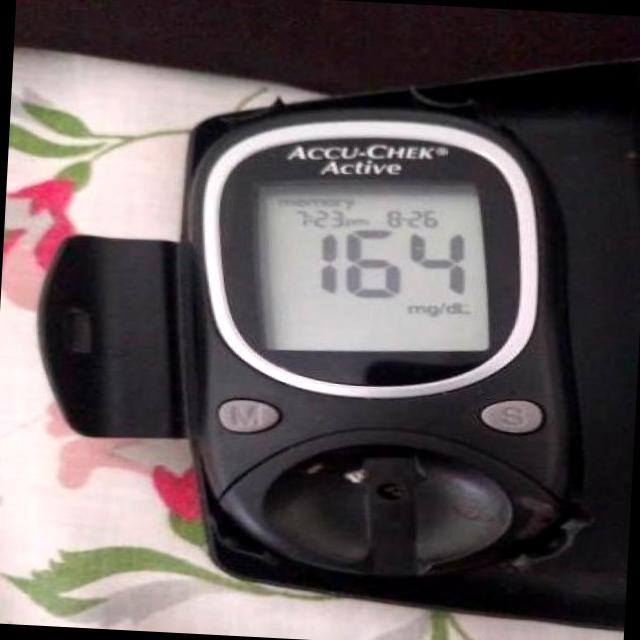 ACCU-CHEK®
Active
memory
7-23pm 8-26
164
mg/dL
M
S